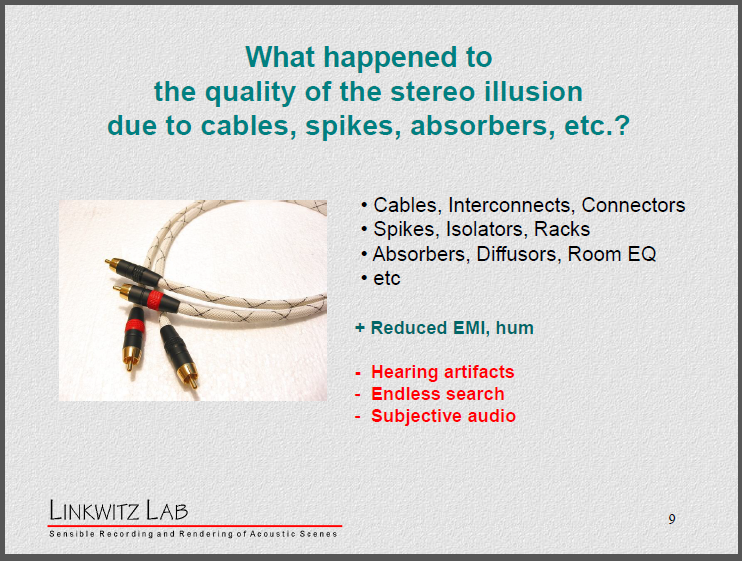 What happened to
the quality of the stereo illusion
due to cables, spikes, absorbers, etc.?
• Cables, Interconnects, Connectors
• Spikes, Isolators, Racks
• Absorbers, Diffusors, Room EQ
• etc
+ Reduced EMI, hum
- Hearing artifacts
- Endless search
- Subjective audio
LINKWITZ LAB
Sensible Recording and Rendering of Acoustic Scenes
9